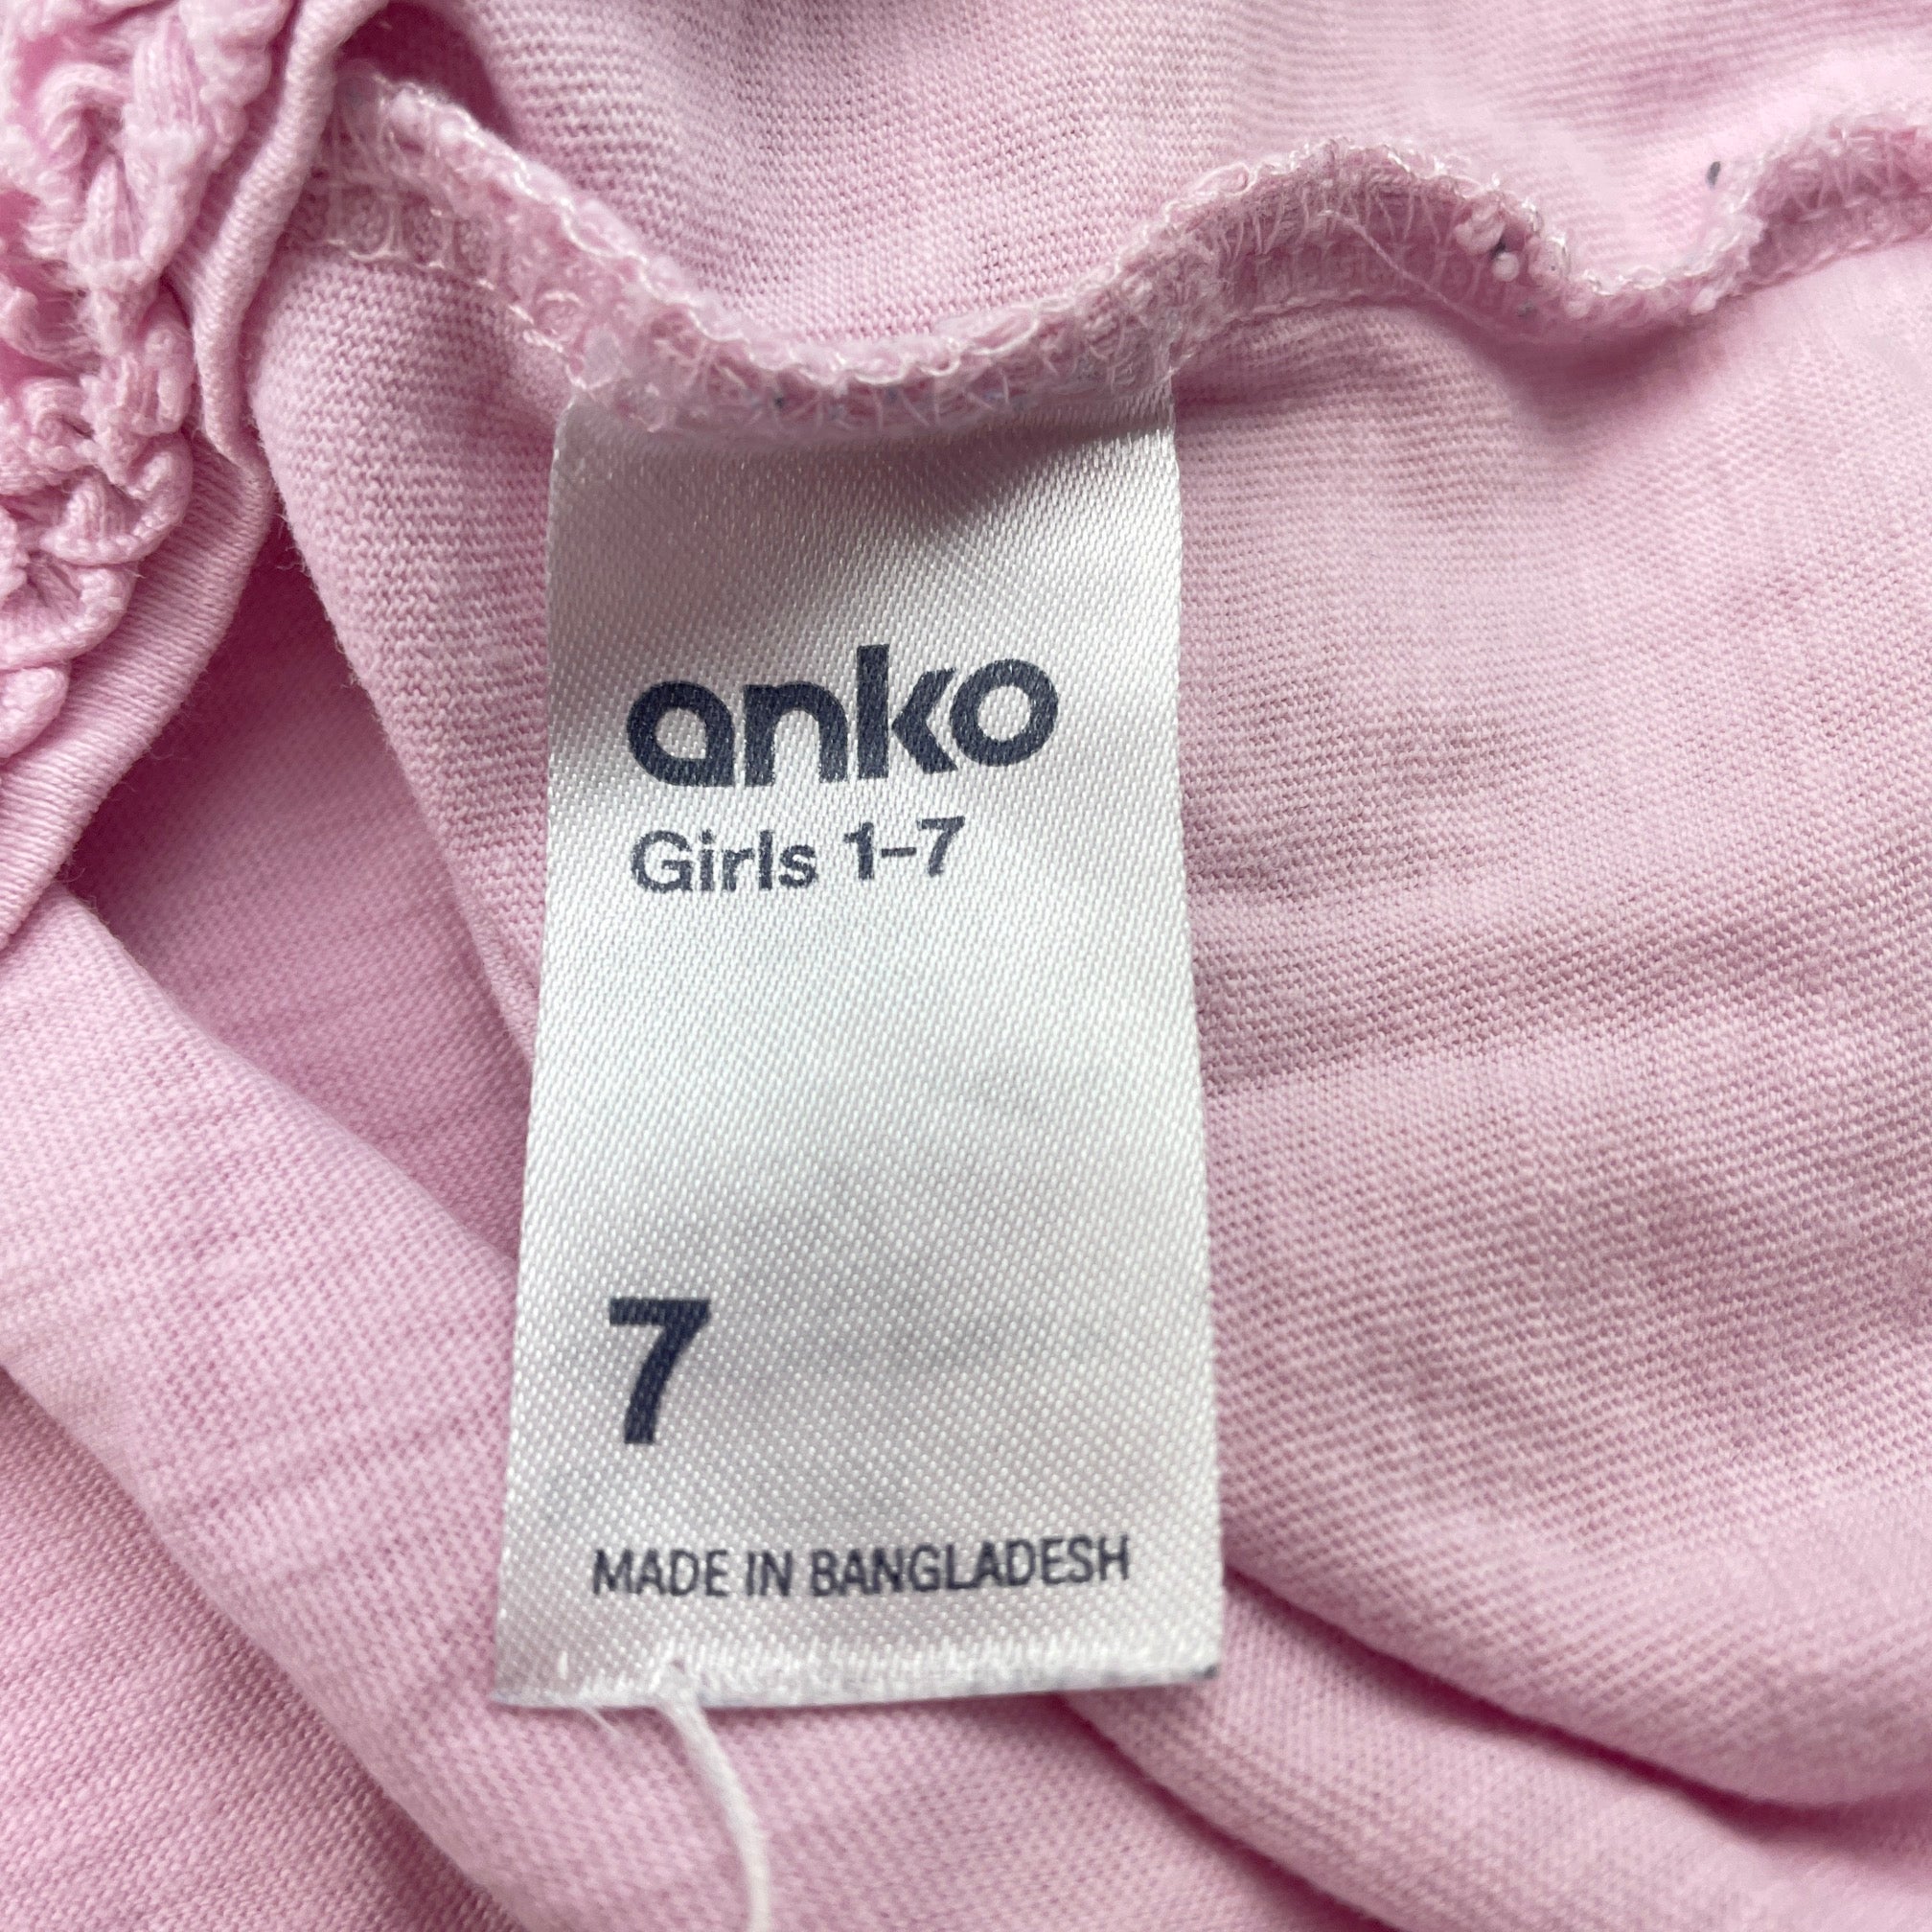 anko
Girls 1-7
7
MADE IN BANGLADESH